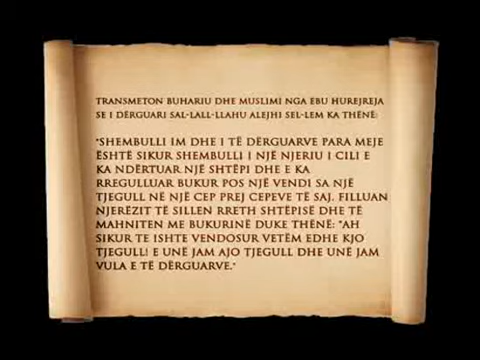 TRANSMETON BUHARIU DHE MUSLIMI NGA EBU HUREJREJA
SE I DËRGUARI SAL-LALL-LLAHU ALEJHI SEL-LEM KA THËNË:
"SHEMBULLI IM DHE I TË DËRGUARVE PARA MEJE
ËSHTË SIKUR SHEMBULLI I NJË NJERIU I CILI E
KA NDËRTUAR NJË SHTËPI DHE E KA
RREGULLUAR BUKUR POS NJË VENDI SA NJË
TJEGULL NË NJË CEP PREJ CEPEVE TË SAJ. FILLUAN
NJERËZIT TË SILLEN RRETH SHTËPISË DHE TË
MAHNITEN ME BUKURINË DUKE THËNË: "AH
SIKUR TE ISHTE VENDOSUR VETËM EDHE KJO
TJEGULL! E UNË JAM AJO TJEGULL DHE UNË JAM
VULA E TË DËRGUARVE."